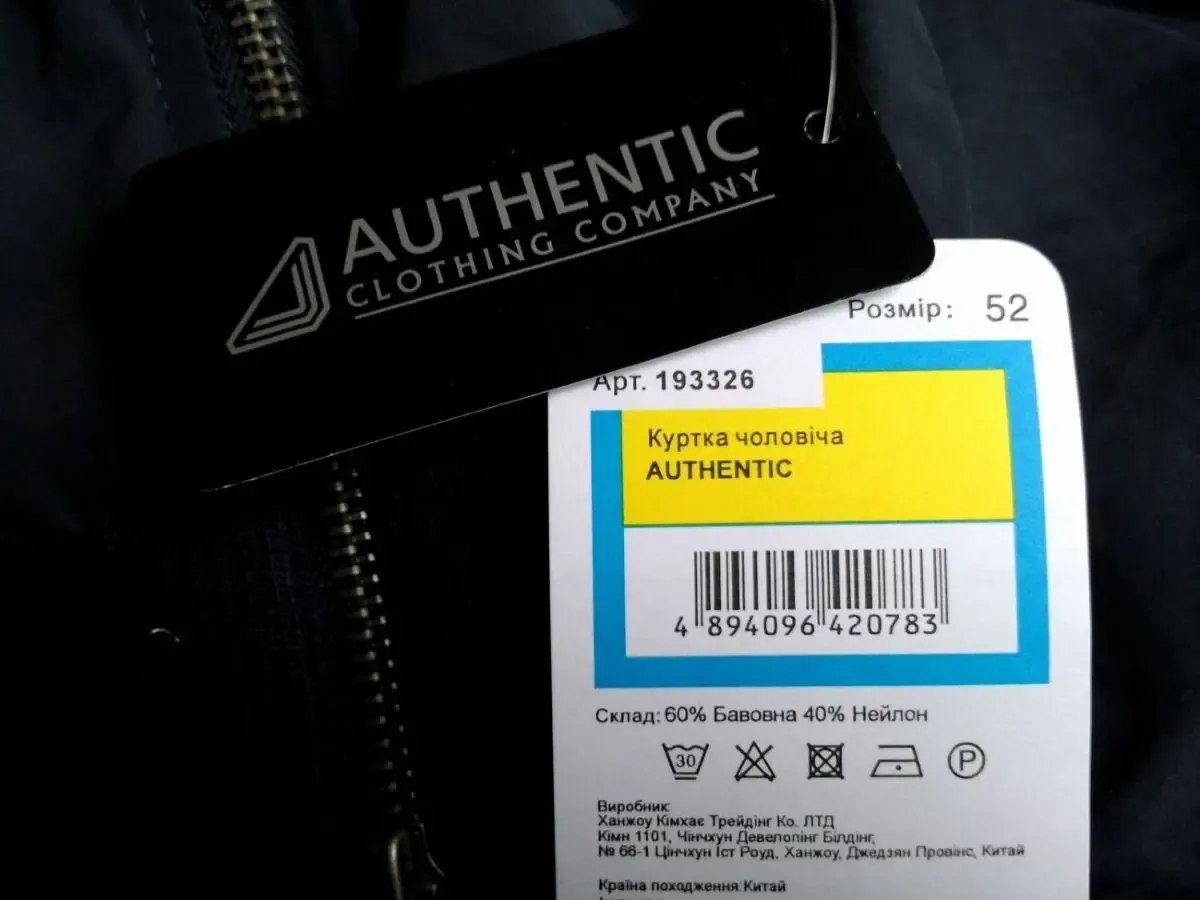 AUTHENTIC
CLOTHING COMPANY
Розмір: 52
Арт. 193326
Куртка чоловіча
AUTHENTIC
4 894096 420783
Склад: 60% Бавовна 40% Нейлон
30
P
Виробник
Ханжоу Кімхає Трейдінг Ко. ЛТД
Кімн 1101, Чінчхун Девелопінг Білдінг,
№ 66-1 Цінчхун Іст Роуд, Ханжоу, Джедзян Провінс, Китай
Країна походження: Китай